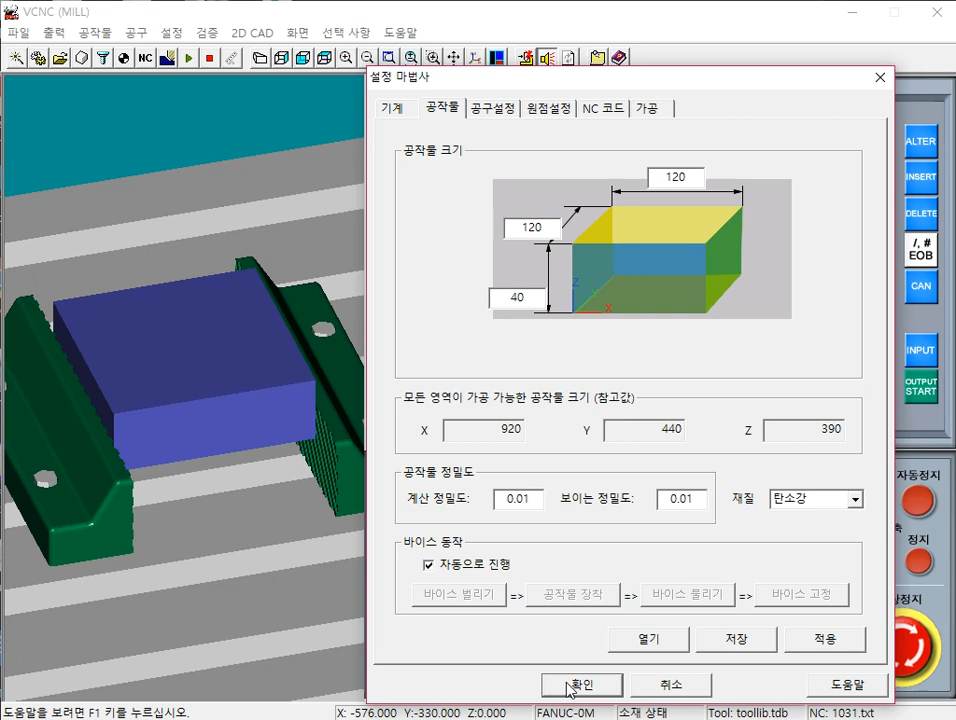 VCNC (MILL)
파일 출력 공작물 공구 설정 검증 2D CAD 화면 선택 사항 도움말
NC
설정 마법사
기계 공작물 공구설정 원점설정 NC 코드 가공
공작물 크기
120
120
40
Z
X
모든 영역이 가공 가능한 공작물 크기 (참고값)
X 920 Y 440 Z 390
공작물 정밀도
계산 정밀도: 0.01 보이는 정밀도: 0.01 재질 탄소강
바이스 동작
자동으로 진행
바이스 벌리기 => 공작물 장착 => 바이스 물리기 => 바이스 고정
열기 저장 적용
확인 취소 도움말
ALTER
INSERT
DELETE
/, #
EOB
CAN
INPUT
OUTPUT
START
자동정지
축
정지
상정지
도움말을 보려면 F1 키를 누르십시오. X: -576.000 Y:-330.000 Z:0.000 FANUC-0M 소재 상태 Tool: toollib.tdb NC: 1031.txt